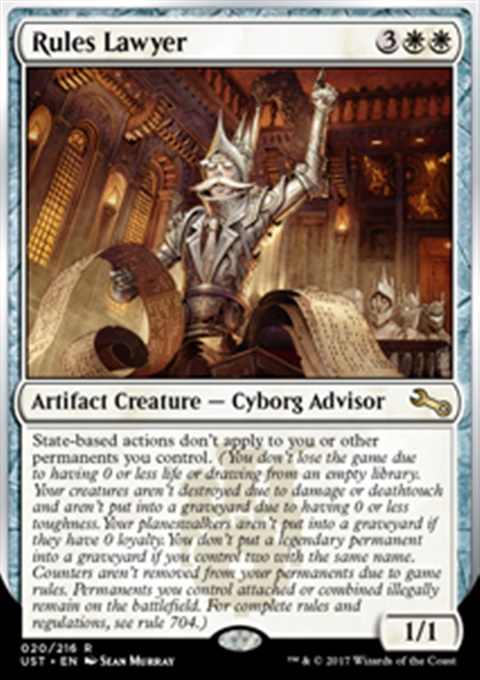 Rules Lawyer 3
Artifact Creature — Cyborg Advisor
State-based actions don't apply to you or other
permanents you control. (You don't lose the game due
to having 0 or less life or drawing from an empty library.
Your creatures aren't destroyed due to damage or deathtouch
and aren't put into a graveyard due to having 0 or less
toughness. Your planeswalkers aren't put into a graveyard if
they have 0 loyalty. You don't put a legendary permanent
into a graveyard if you control two with the same name.
Counters aren't removed from your permanents due to game
rules. Permanents you control attached or combined illegally
remain on the battlefield. For complete rules and
regulations, see rule 704.)
1/1
020/216 R
UST • EN Sean Murray
™ & © 2017 Wizards of the Coast